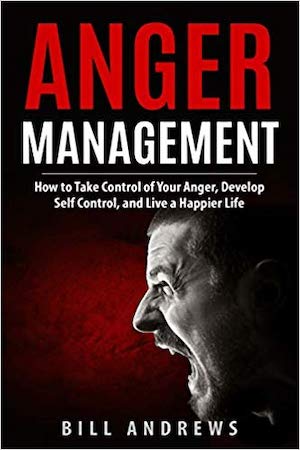 ANGER
MANAGEMENT
How to Take Control of Your Anger, Develop
Self Control, and Live a Happier Life
BILL ANDREWS